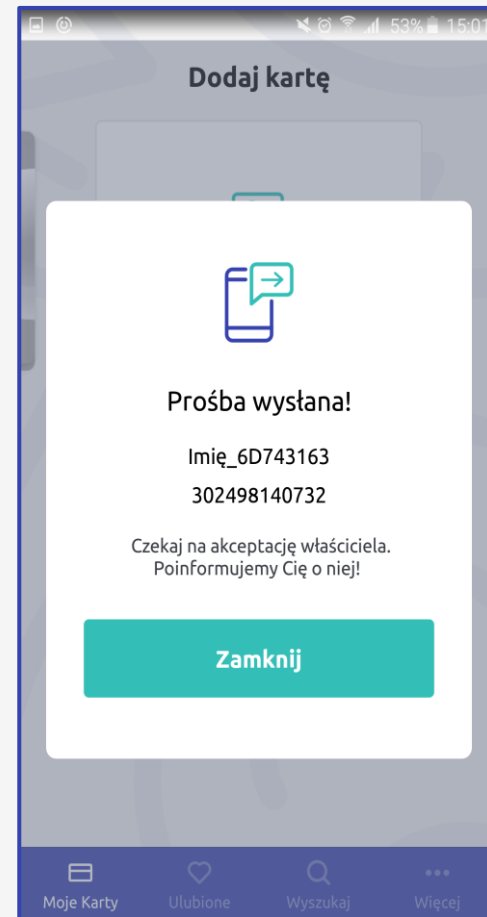 53% 15:01
Dodaj kartę
Prośba wysłana!
Imię_6D743163
302498140732
Czekaj na akceptację właściciela.
Poinformujemy Cię o niej!
Zamknij
Moje Karty Ulubione Wyszukaj Więcej